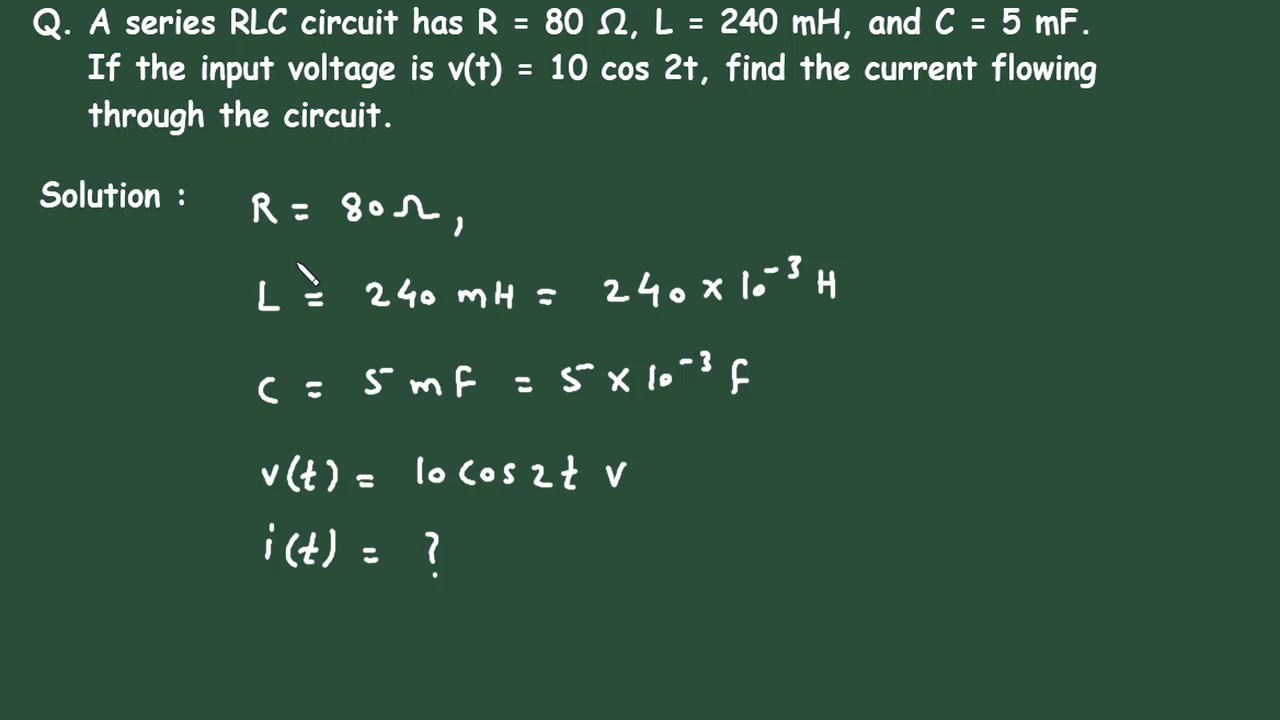 Q. A series RLC circuit has R = 80 Ω, L = 240 mH, and C = 5 mF.
If the input voltage is v(t) = 10 cos 2t, find the current flowing
through the circuit.
Solution : R = 80 Ω,
L = 240 mH = 240 × 10⁻³ H
C = 5 mF = 5 × 10⁻³ F
v(t) = 10 cos 2t V
i(t) = ?